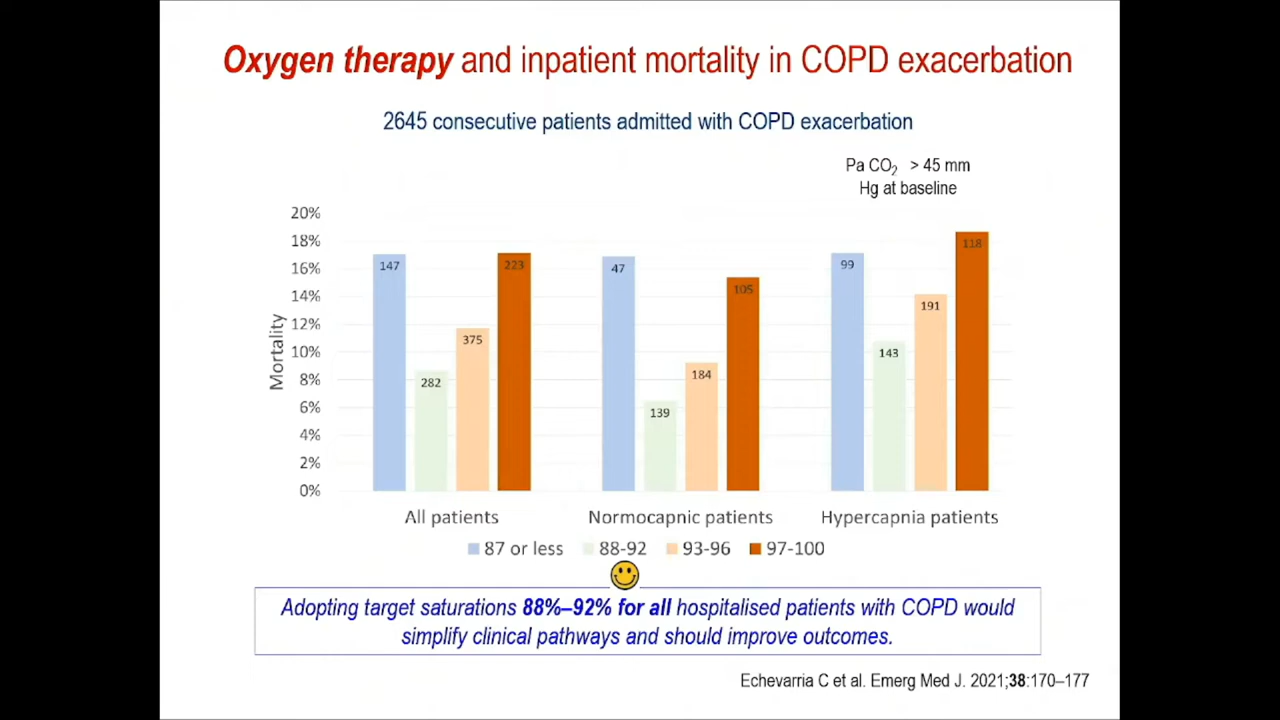 Oxygen therapy and inpatient mortality in COPD exacerbation
2645 consecutive patients admitted with COPD exacerbation
Pa CO₂ > 45 mm
Hg at baseline
20%
18%
16%
14%
12%
10%
8%
6%
4%
2%
0%
Mortality
147
282
375
223
47
139
184
105
99
143
191
118
All patients
Normocapnic patients
Hypercapnia patients
87 or less 88-92 93-96 97-100
Adopting target saturations 88%–92% for all hospitalised patients with COPD would
simplify clinical pathways and should improve outcomes.
Echevarria C et al. Emerg Med J. 2021;38:170–177